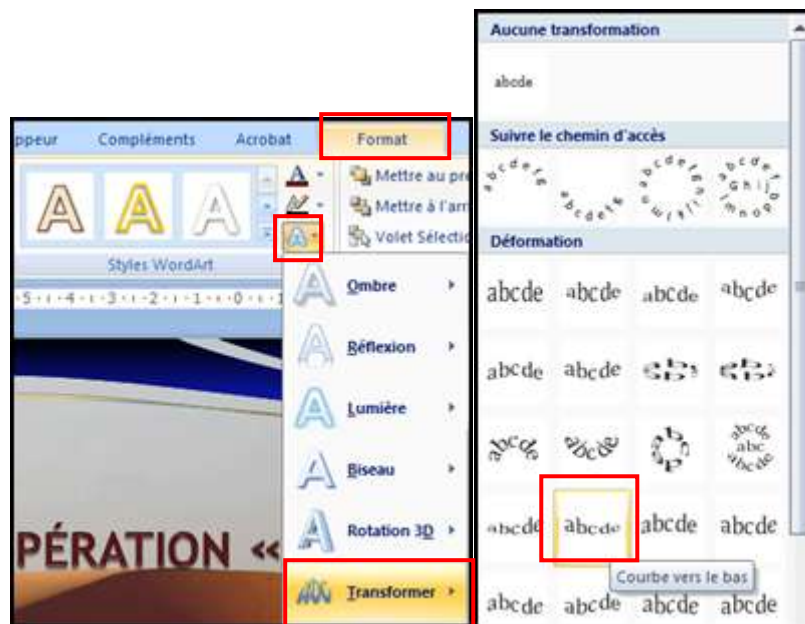 ppeur Compléments Acrobat Format
Mettre au pre
Mettre à l'arr
Volet Sélectio
Styles WordArt
Ombre
Réflexion
Lumière
Biseau
Rotation 3D
Transformer
PÉRATION «
Aucune transformation
abcde
Suivre le chemin d'accès
Déformation
abcde abcde abcde abcde
abcde abcde
abcde abcde
abcde abcde abcde abcde
Courbe vers le bas
abcde abcde abcde abcde